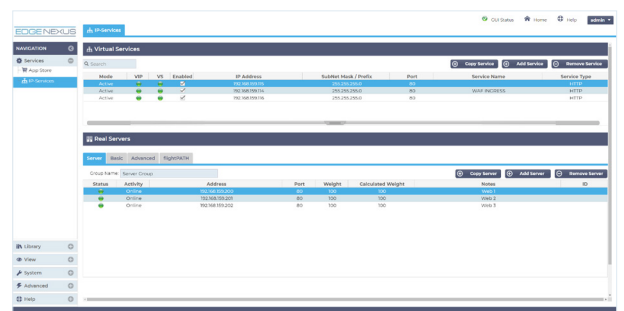 GUI Status Home Help admin
EDGENEXUS
IP-Services
NAVIGATION
Services
App Store
IP-Services
Virtual Services
Search
Copy Service Add Service Remove Service
Mode VIP VS Enabled IP Address SubNet Mask / Prefix Port Service Name Service Type
Active 192.168.159.115 255.255.255.0 80 HTTP
Active 192.168.159.114 255.255.255.0 80 WAF INGRESS HTTP
Active 192.168.159.116 255.255.255.0 80 HTTP
Real Servers
Server Basic Advanced flightPATH
Group Name: Server Group
Copy Server Add Server Remove Server
Status Activity Address Port Weight Calculated Weight Notes ID
Online 192.168.159.200 80 100 100 Web 1
Online 192.168.159.201 80 100 100 Web 2
Online 192.168.159.202 80 100 100 Web 3
Library
View
System
Advanced
Help